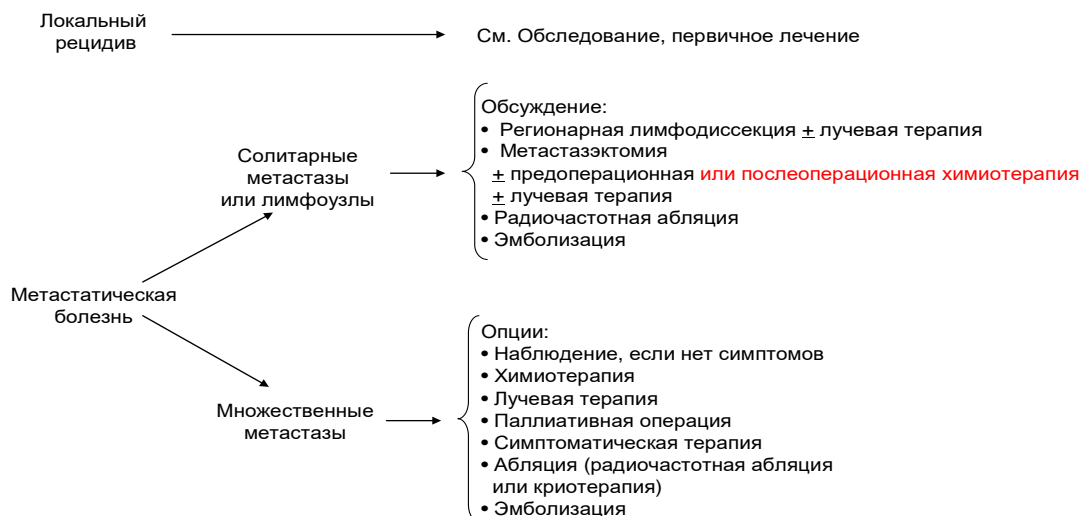 Локальный
рецидив
См. Обследование, первичное лечение
Метастатическая
болезнь
Солитарные
метастазы
или лимфоузлы
Обсуждение:
• Регионарная лимфодиссекция + лучевая терапия
• Метастазэктомия
+ предоперационная или послеоперационная химиотерапия
+ лучевая терапия
• Радиочастотная абляция
• Эмболизация
Множественные
метастазы
Опции:
• Наблюдение, если нет симптомов
• Химиотерапия
• Лучевая терапия
• Паллиативная операция
• Симптоматическая терапия
• Абляция (радиочастотная абляция
или криотерапия)
• Эмболизация